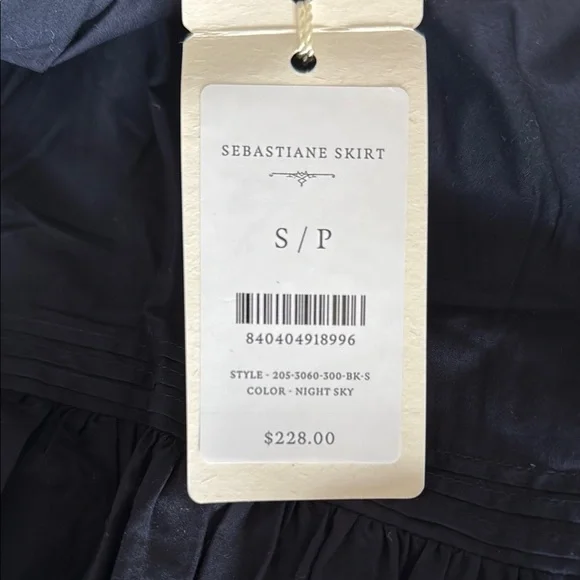 SEBASTIANE SKIRT
S / P
840404918996
STYLE - 205-3060-300-BK-S
COLOR - NIGHT SKY
$228.00